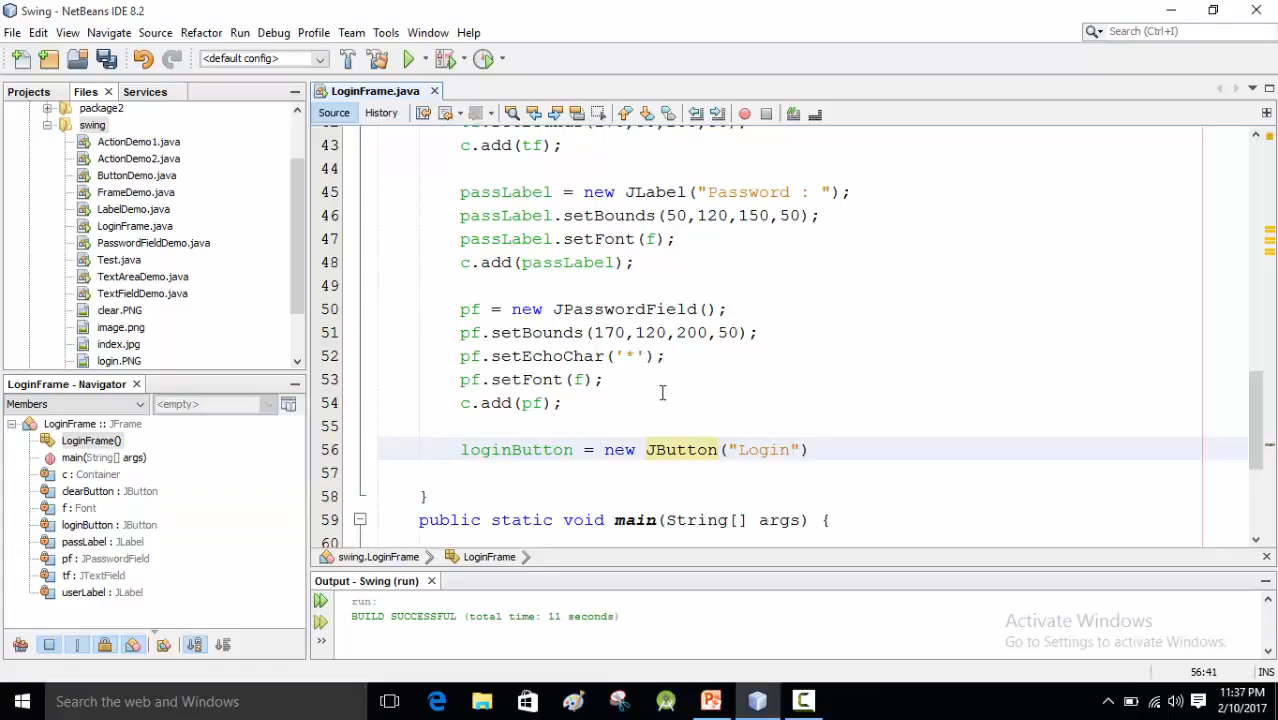 Swing - NetBeans IDE 8.2
File Edit View Navigate Source Refactor Run Debug Profile Team Tools Window Help
Search (Ctrl+I)
<default config>
Projects Files Services
package2
swing
ActionDemo1.java
ActionDemo2.java
ButtonDemo.java
FrameDemo.java
LabelDemo.java
LoginFrame.java
PasswordFieldDemo.java
Test.java
TextAreaDemo.java
TextFieldDemo.java
clear.PNG
image.png
index.jpg
login.PNG
LoginFrame - Navigator
Members <empty>
LoginFrame :: JFrame
LoginFrame()
main(String[] args)
c : Container
clearButton : JButton
f : Font
loginButton : JButton
passLabel : JLabel
pf : JPasswordField
tf : JTextField
userLabel : JLabel
LoginFrame.java
Source History
43 c.add(tf);
44
45 passLabel = new JLabel("Password : ");
46 passLabel.setBounds(50,120,150,50);
47 passLabel.setFont(f);
48 c.add(passLabel);
49
50 pf = new JPasswordField();
51 pf.setBounds(170,120,200,50);
52 pf.setEchoChar('*');
53 pf.setFont(f);
54 c.add(pf);
55
56 loginButton = new JButton("Login")
57
58 }
59 public static void main(String[] args) {
60
swing.LoginFrame LoginFrame
Output - Swing (run)
run:
BUILD SUCCESSFUL (total time: 11 seconds)
Activate Windows
Go to Settings to activate Windows.
56:41 INS
Search the web and Windows
11:37 PM
2/10/2017